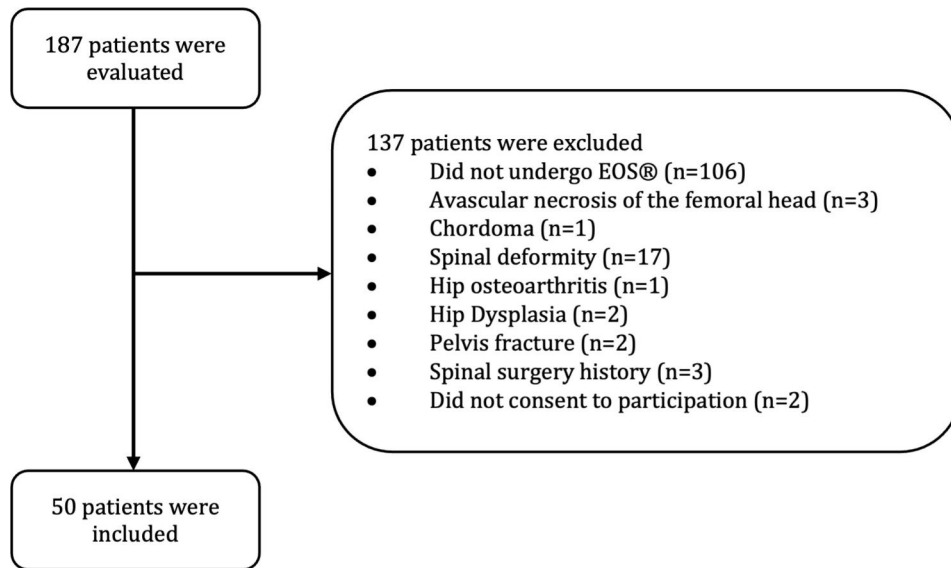 187 patients were
evaluated
137 patients were excluded
• Did not undergo EOS® (n=106)
• Avascular necrosis of the femoral head (n=3)
• Chordoma (n=1)
• Spinal deformity (n=17)
• Hip osteoarthritis (n=1)
• Hip Dysplasia (n=2)
• Pelvis fracture (n=2)
• Spinal surgery history (n=3)
• Did not consent to participation (n=2)
50 patients were
included